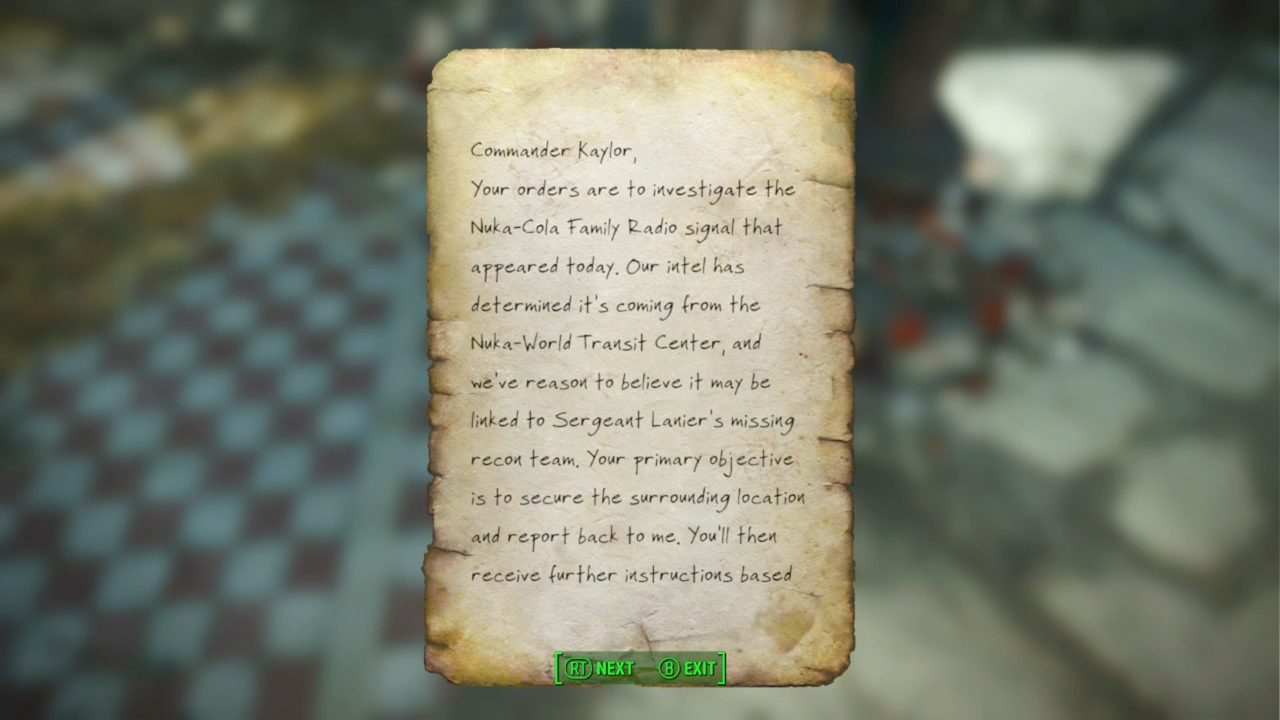 Commander Kaylor,
Your orders are to investigate the
Nuka-Cola Family Radio signal that
appeared today. Our intel has
determined it's coming from the
Nuka-World Transit Center, and
we've reason to believe it may be
linked to Sergeant Lanier's missing
recon team. Your primary objective
is to secure the surrounding location
and report back to me. You'll then
receive further instructions based
RT NEXT B EXIT